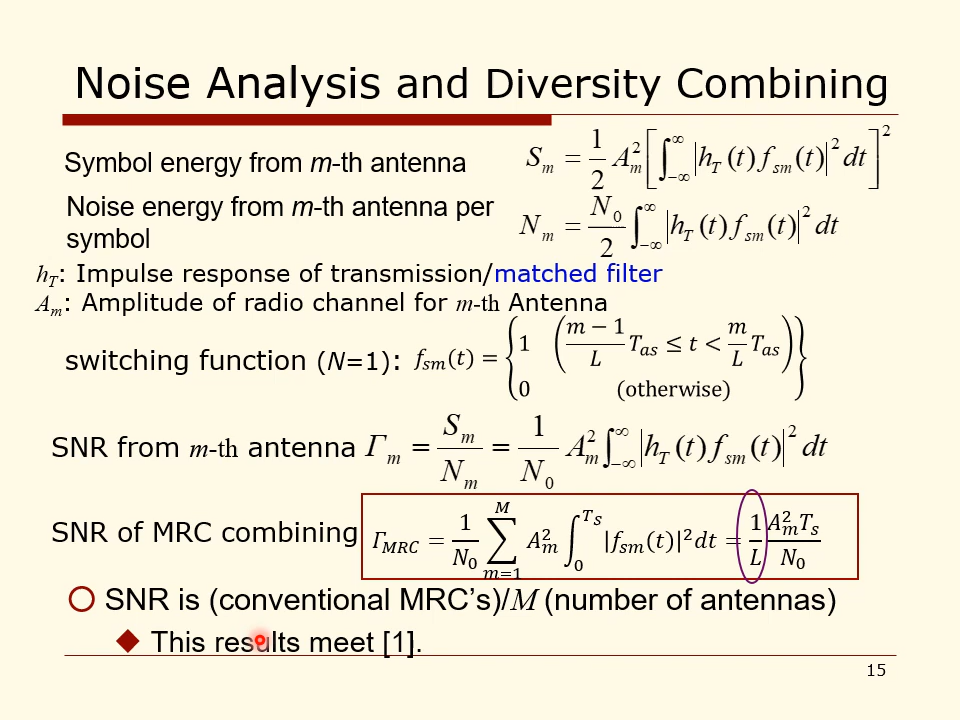 Noise Analysis and Diversity Combining
Symbol energy from m-th antenna S_m = 1/2 A_m^2 [∫_{-∞}^{∞} |h_T(t) f_sm(t)|^2 dt]^2
Noise energy from m-th antenna per symbol N_m = N_0/2 ∫_{-∞}^{∞} |h_T(t) f_sm(t)|^2 dt
h_T: Impulse response of transmission/matched filter
A_m: Amplitude of radio channel for m-th Antenna
switching function (N=1): f_sm(t) = { 1 ((m−1)/L T_as ≤ t < m/L T_as)
0 (otherwise) }
SNR from m-th antenna Γ_m = S_m/N_m = 1/N_0 A_m^2 ∫_{-∞}^{∞} |h_T(t) f_sm(t)|^2 dt
SNR of MRC combining Γ_MRC = 1/N_0 ∑_{m=1}^{M} A_m^2 ∫_0^{Ts} |f_sm(t)|^2 dt = 1/L A_m^2 T_s/N_0
SNR is (conventional MRC's)/M (number of antennas)
This results meet [1].
15